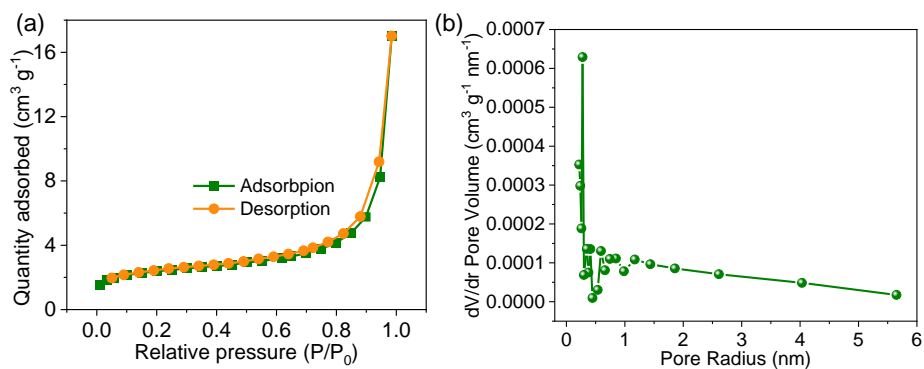 (a)
Quantity adsorbed (cm³ g⁻¹)
16
12
8
4
0
Adsorbpion
Desorption
0.0 0.2 0.4 0.6 0.8 1.0
Relative pressure (P/P₀)
(b)
dV/dr Pore Volume (cm³ g⁻¹ nm⁻¹)
0.0007
0.0006
0.0005
0.0004
0.0003
0.0002
0.0001
0.0000
0 1 2 3 4 5 6
Pore Radius (nm)